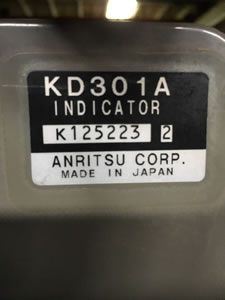 KD301A
INDICATOR
K125223 2
ANRITSU CORP.
MADE IN JAPAN